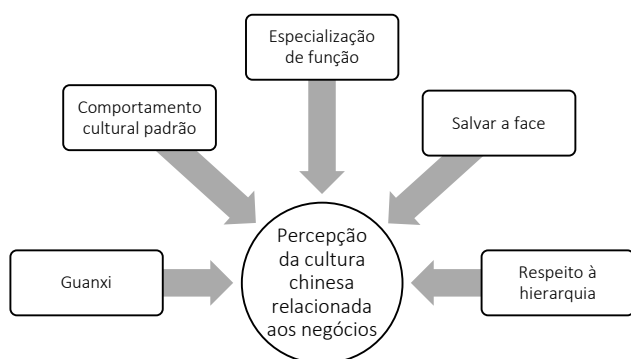 Especialização
de função
Comportamento
cultural padrão
Salvar a face
Guanxi
Percepção
da cultura
chinesa
relacionada
aos negócios
Respeito à
hierarquia